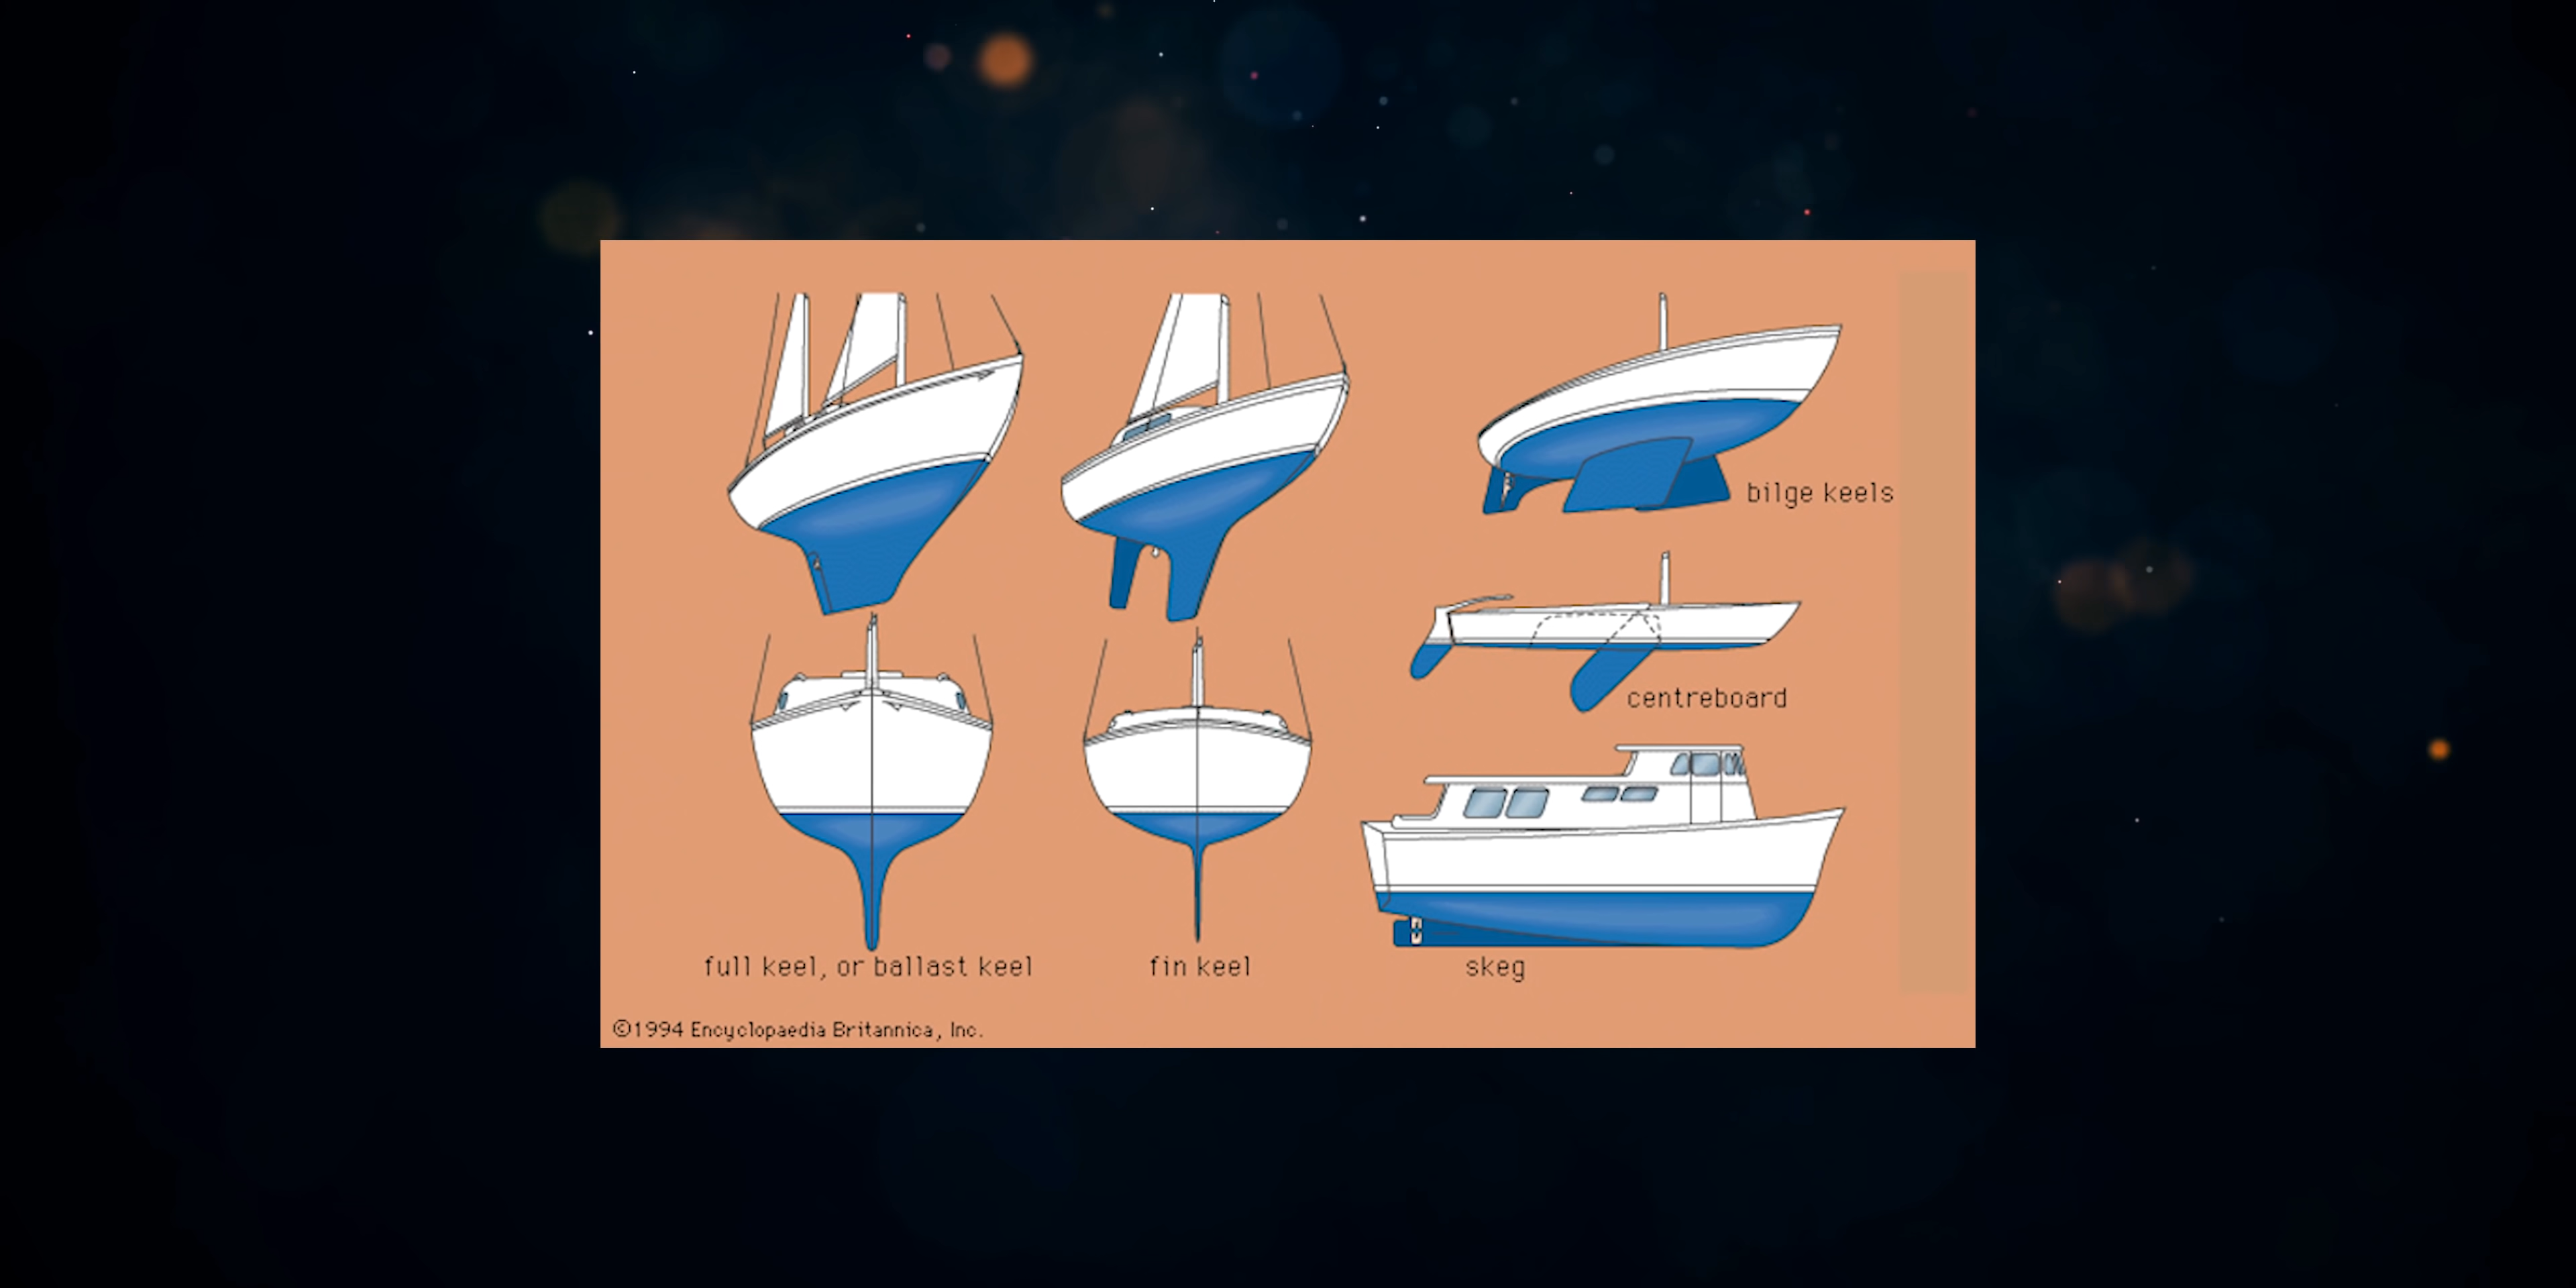 bilge keels
centreboard
full keel, or ballast keel
fin keel
skeg
©1994 Encyclopaedia Britannica, Inc.